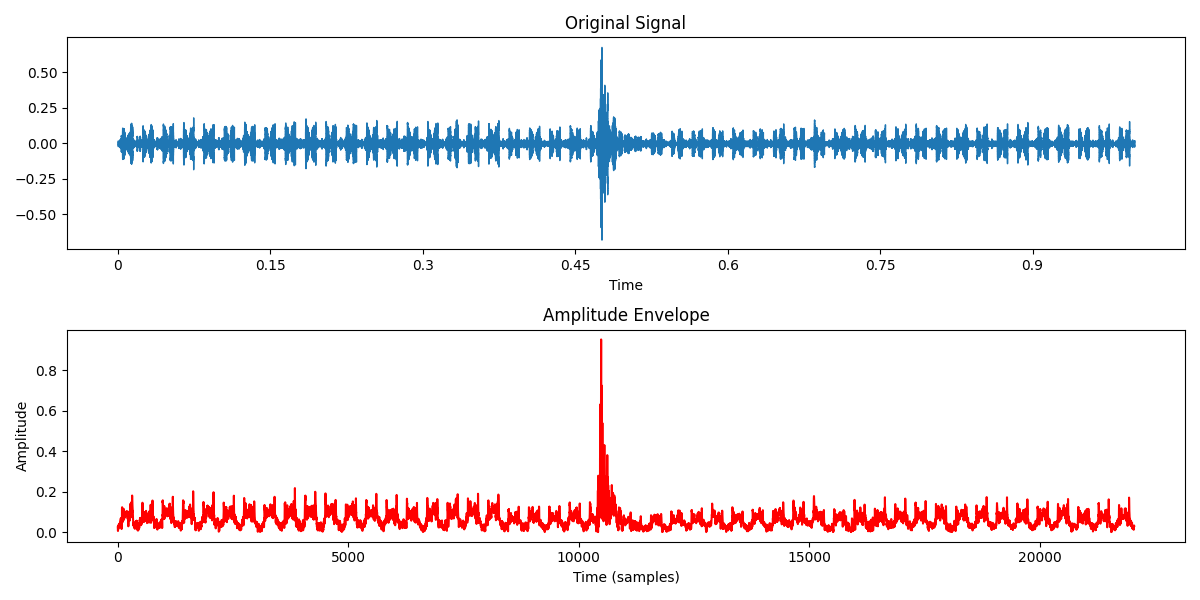 Original Signal
0.50
0.25
0.00
−0.25
−0.50
0 0.15 0.3 0.45 0.6 0.75 0.9
Time
Amplitude Envelope
Amplitude
0.8
0.6
0.4
0.2
0.0
0 5000 10000 15000 20000
Time (samples)